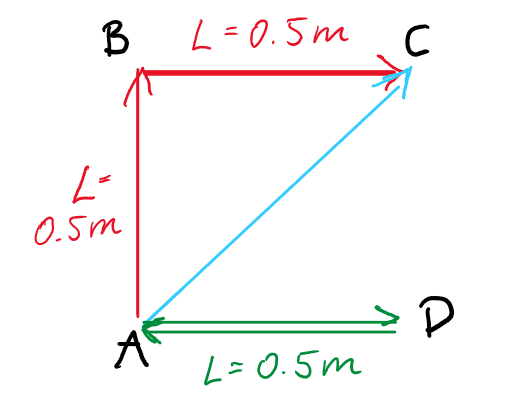 B
L = 0.5m
C
L =
0.5m
A
D
L = 0.5m